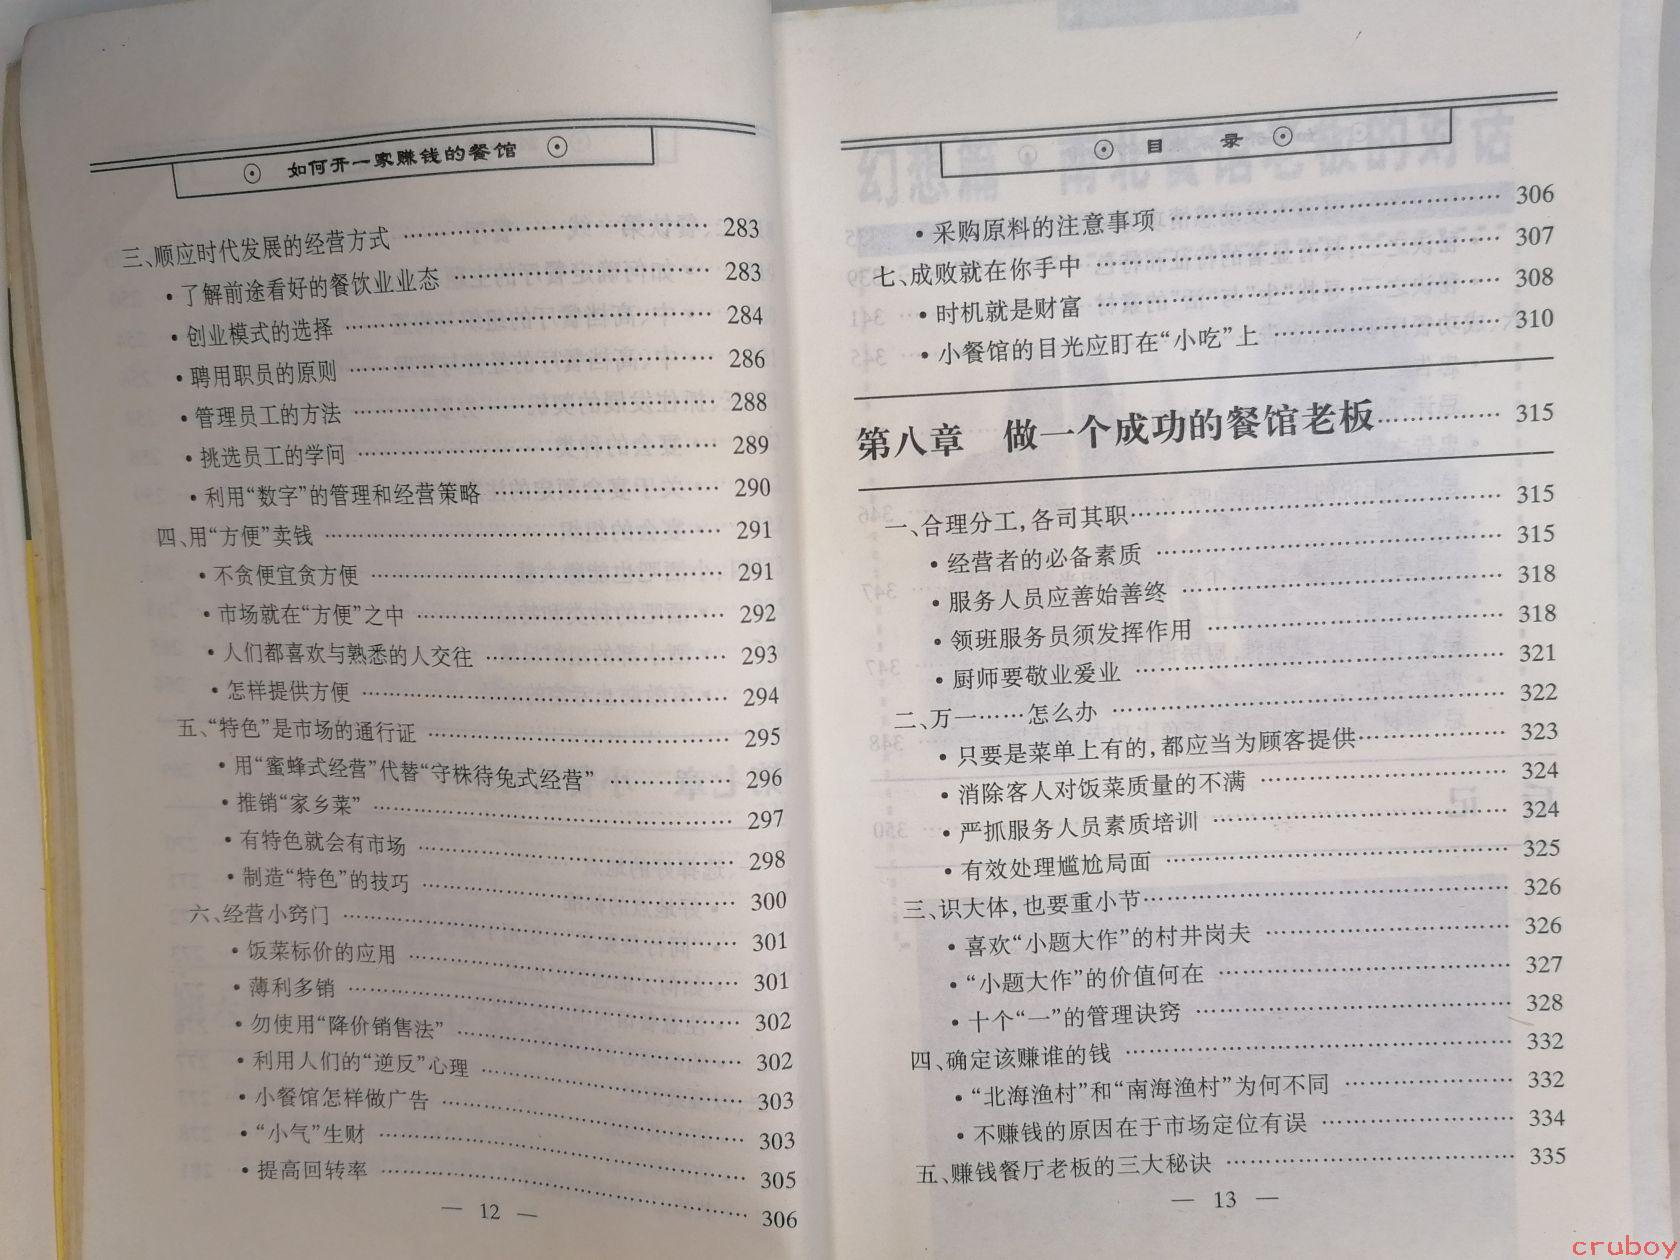 如何开一家赚钱的餐馆
三、顺应时代发展的经营方式 …… 283
•了解前途看好的餐饮业业态 …… 283
•创业模式的选择 …… 284
•聘用职员的原则 …… 286
•管理员工的方法 …… 288
•挑选员工的学问 …… 289
•利用“数字”的管理和经营策略 …… 290
四、用“方便”卖钱 …… 291
•不贪便宜贪方便 …… 291
•市场就在“方便”之中 …… 292
•人们都喜欢与熟悉的人交往 …… 293
•怎样提供方便 …… 294
五、“特色”是市场的通行证 …… 295
•用“蜜蜂式经营”代替“守株待兔式经营” …… 296
•推销“家乡菜” …… 297
•有特色就会有市场 …… 298
•制造“特色”的技巧 …… 300
六、经营小窍门 …… 301
•饭菜标价的应用 …… 301
•薄利多销 …… 302
•勿使用“降价销售法” …… 302
•利用人们的“逆反”心理 …… 303
•小餐馆怎样做广告 …… 303
•“小气”生财 …… 305
•提高回转率 …… 306
— 12 —
目 录
•采购原料的注意事项 …… 306
七、成败就在你手中 …… 307
•时机就是财富 …… 308
•小餐馆的目光应盯在“小吃”上 …… 310
第八章 做一个成功的餐馆老板 …… 315
一、合理分工,各司其职 …… 315
•经营者的必备素质 …… 315
•服务人员应善始善终 …… 318
•领班服务员须发挥作用 …… 318
•厨师要敬业爱业 …… 321
二、万一……怎么办 …… 322
•只要是菜单上有的,都应当为顾客提供 …… 323
•消除客人对饭菜质量的不满 …… 324
•严抓服务人员素质培训 …… 324
•有效处理尴尬局面 …… 325
三、识大体,也要重小节 …… 326
•喜欢“小题大作”的村井岗夫 …… 326
•“小题大作”的价值何在 …… 327
•十个“一”的管理诀窍 …… 328
四、确定该赚谁的钱 …… 332
•“北海渔村”和“南海渔村”为何不同 …… 332
•不赚钱的原因在于市场定位有误 …… 334
五、赚钱餐厅老板的三大秘诀 …… 335
— 13 —
cruboy